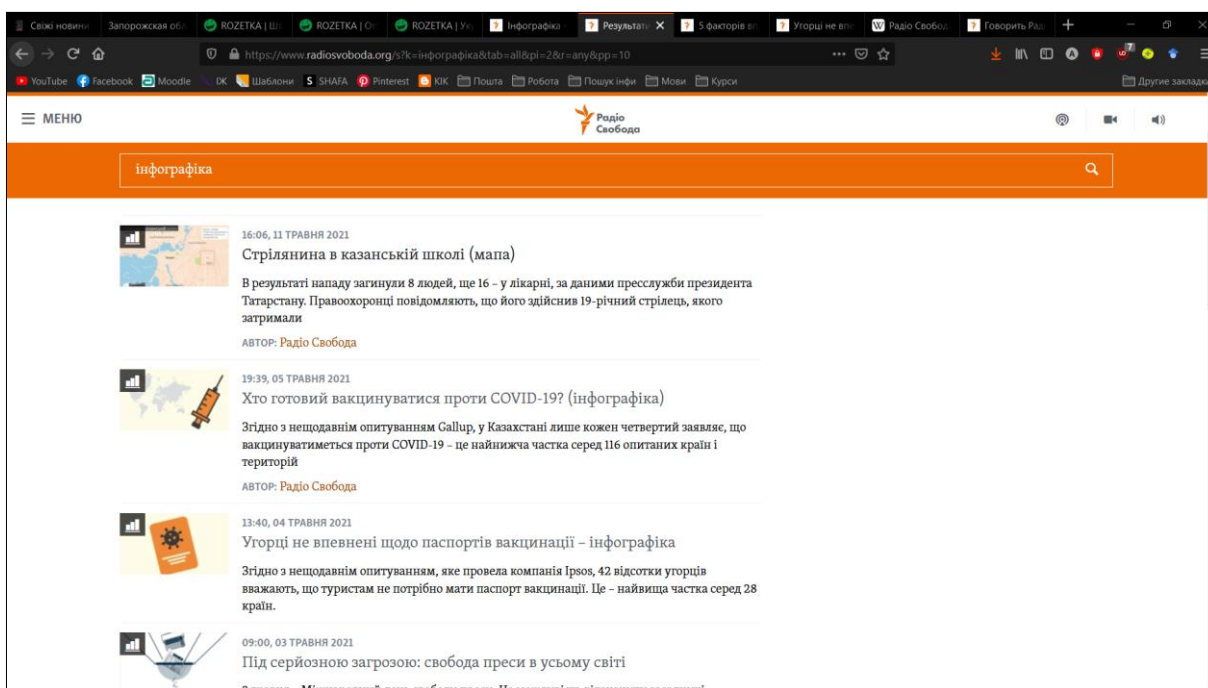 Свіжі новини
Запорожская обл
ROZETKA |
ROZETKA |
ROZETKA |
Інфографіка -
Результати
5 факторів
Угорці не впе
Радіо Свобод
Говорить Раді
https://www.radiosvoboda.org/s?k=інфографіка&tab=all&pi=2&r=any&pp=10
YouTube Facebook Moodle DK Шаблони SHAFA Pinterest КІК Пошта Робота Пошук інфи Мови Курси Другие закладки
МЕНЮ
Радіо
Свобода
інфографіка
16:06, 11 ТРАВНЯ 2021
Стрілянина в казанській школі (мапа)
В результаті нападу загинули 8 людей, ще 16 – у лікарні, за даними пресслужби президента
Татарстану. Правоохоронці повідомляють, що його здійснив 19-річний стрілець, якого
затримали
АВТОР: Радіо Свобода
19:39, 05 ТРАВНЯ 2021
Хто готовий вакцинуватися проти COVID-19? (інфографіка)
Згідно з нещодавнім опитуванням Gallup, у Казахстані лише кожен четвертий заявляє, що
вакцинуватиметься проти COVID-19 – це найнижча частка серед 116 опитаних країн і
територій
АВТОР: Радіо Свобода
13:40, 04 ТРАВНЯ 2021
Угорці не впевнені щодо паспортів вакцинації – інфографіка
Згідно з нещодавнім опитуванням, яке провела компанія Ipsos, 42 відсотки угорців
вважають, що туристам не потрібно мати паспорт вакцинації. Це – найвища частка серед 28
країн.
09:00, 03 ТРАВНЯ 2021
Під серйозною загрозою: свобода преси в усьому світі